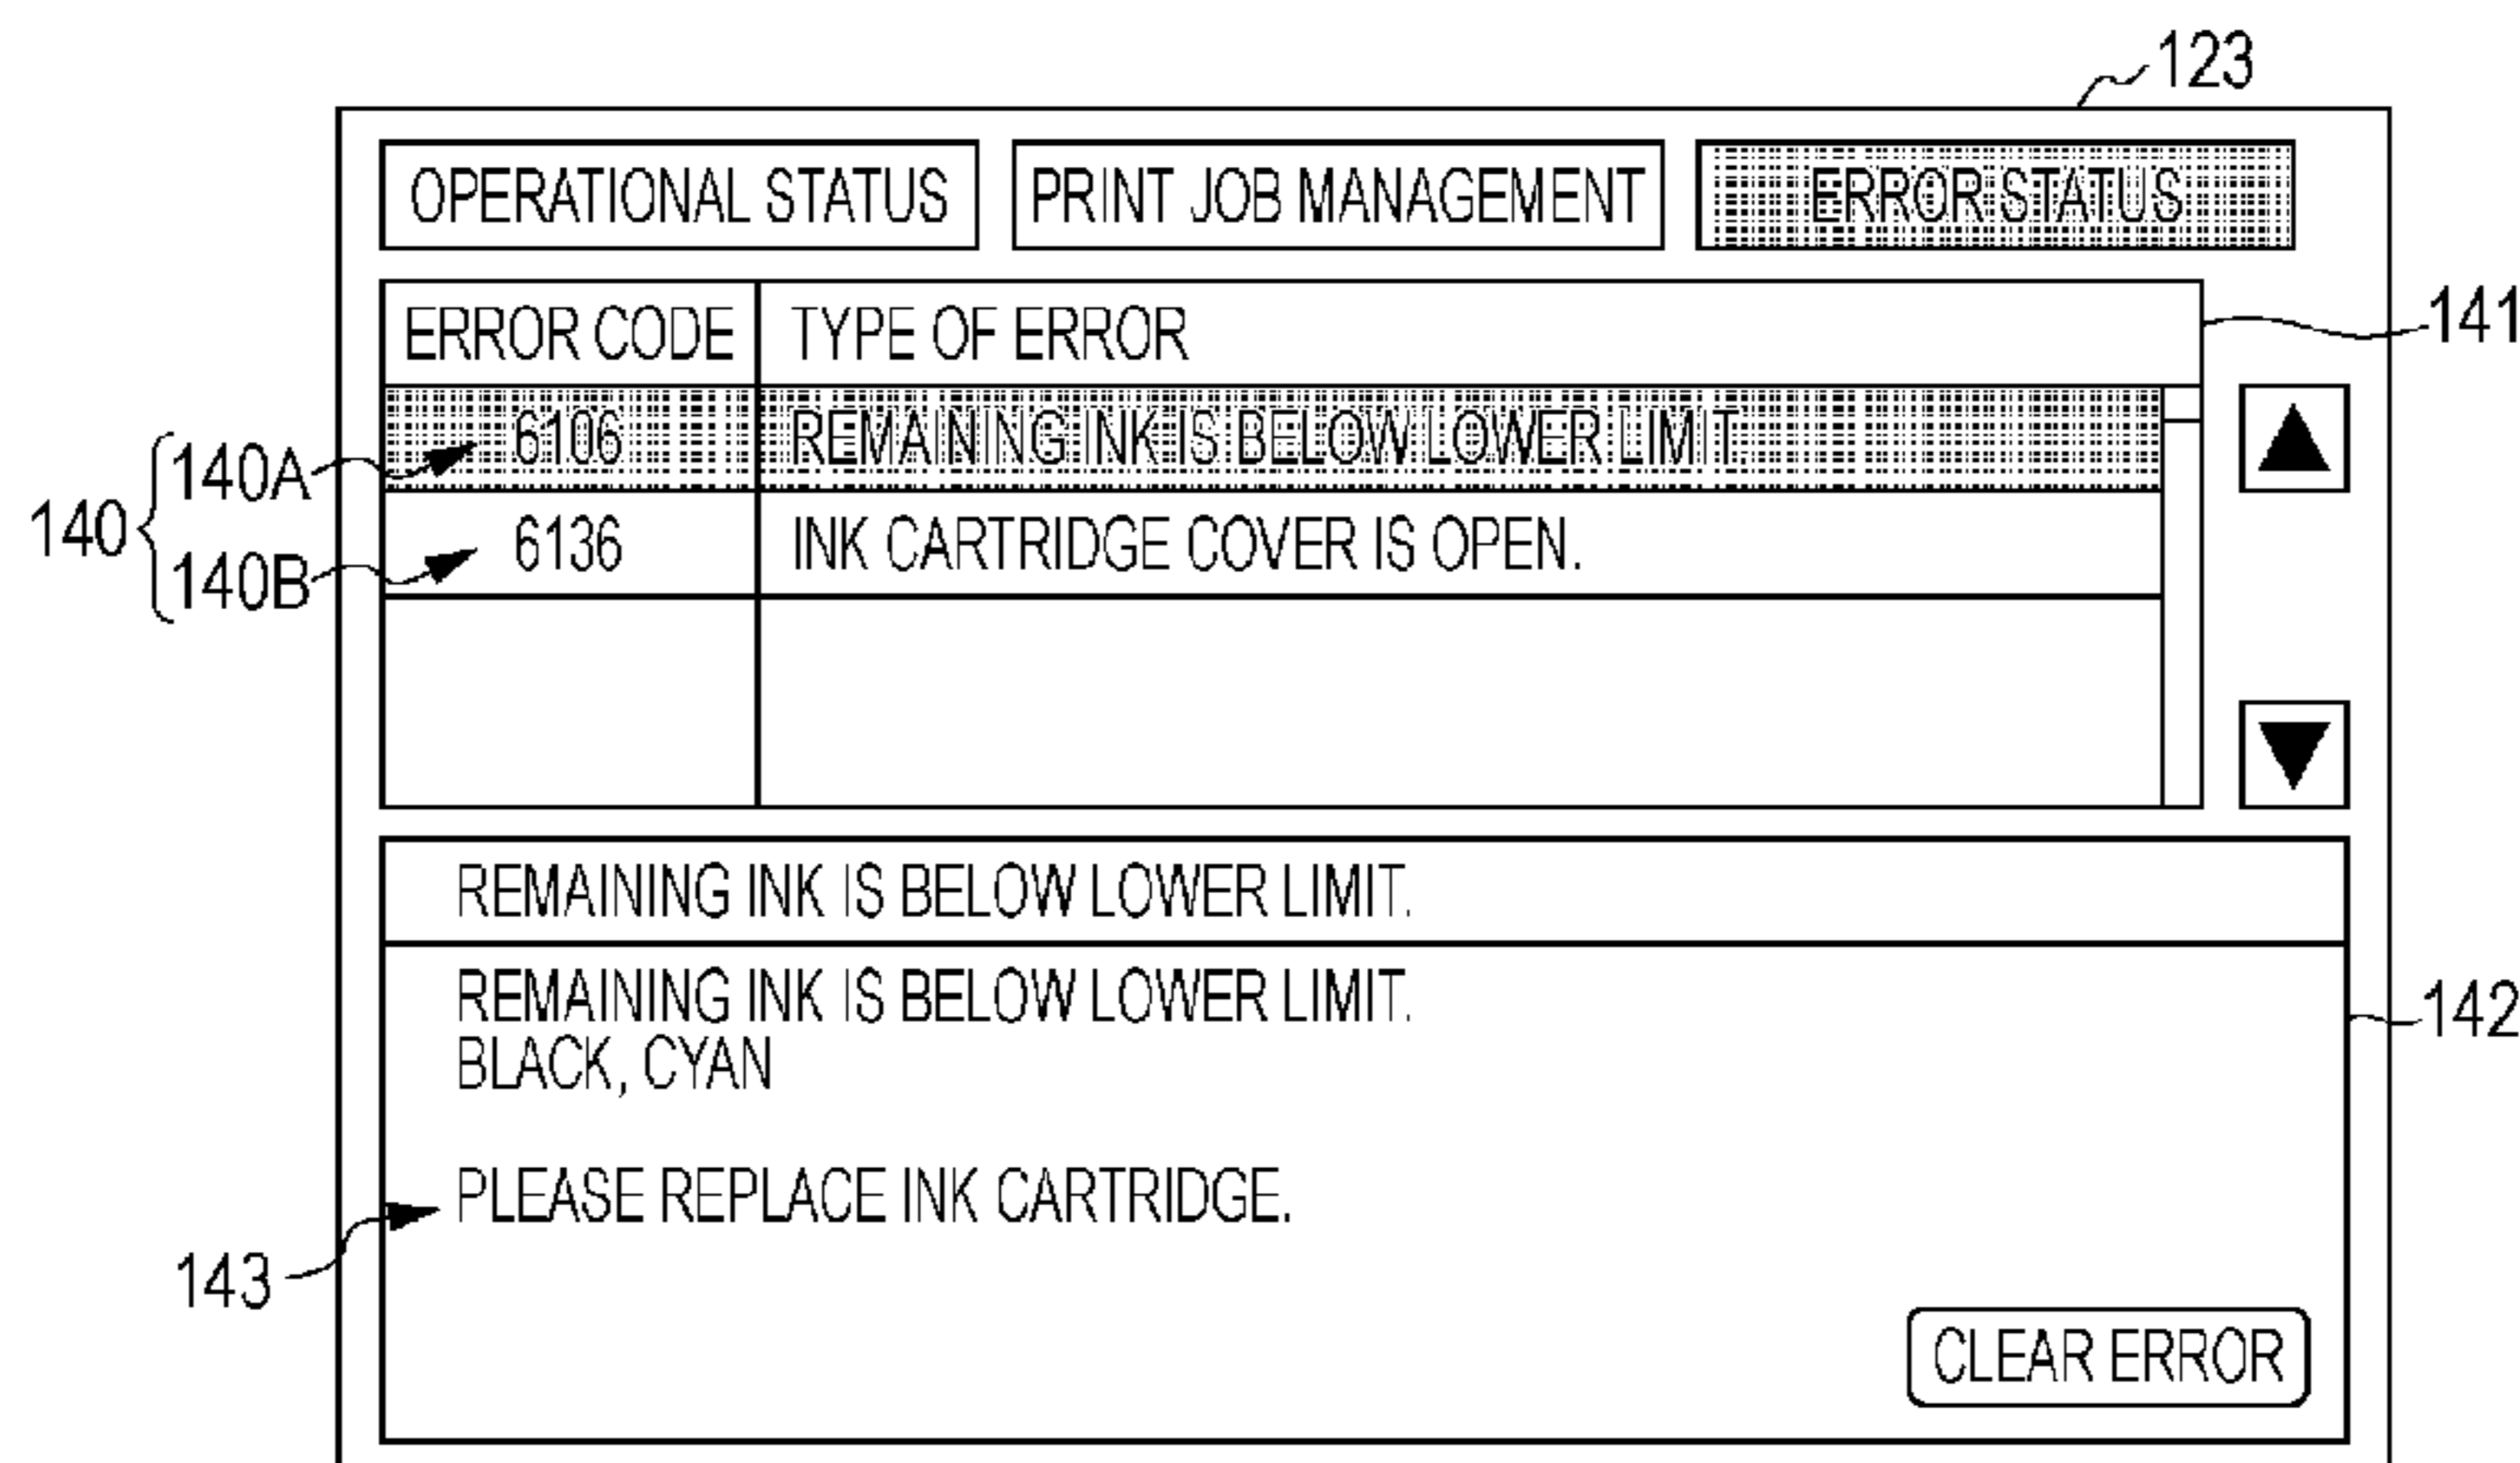 123
OPERATIONAL STATUS PRINT JOB MANAGEMENT ERROR STATUS
ERROR CODE TYPE OF ERROR
141
6106 REMAINING INK IS BELOW LOWER LIMIT.
140A
140
6136 INK CARTRIDGE COVER IS OPEN.
140B
REMAINING INK IS BELOW LOWER LIMIT.
REMAINING INK IS BELOW LOWER LIMIT.
142
BLACK, CYAN
PLEASE REPLACE INK CARTRIDGE.
143
CLEAR ERROR